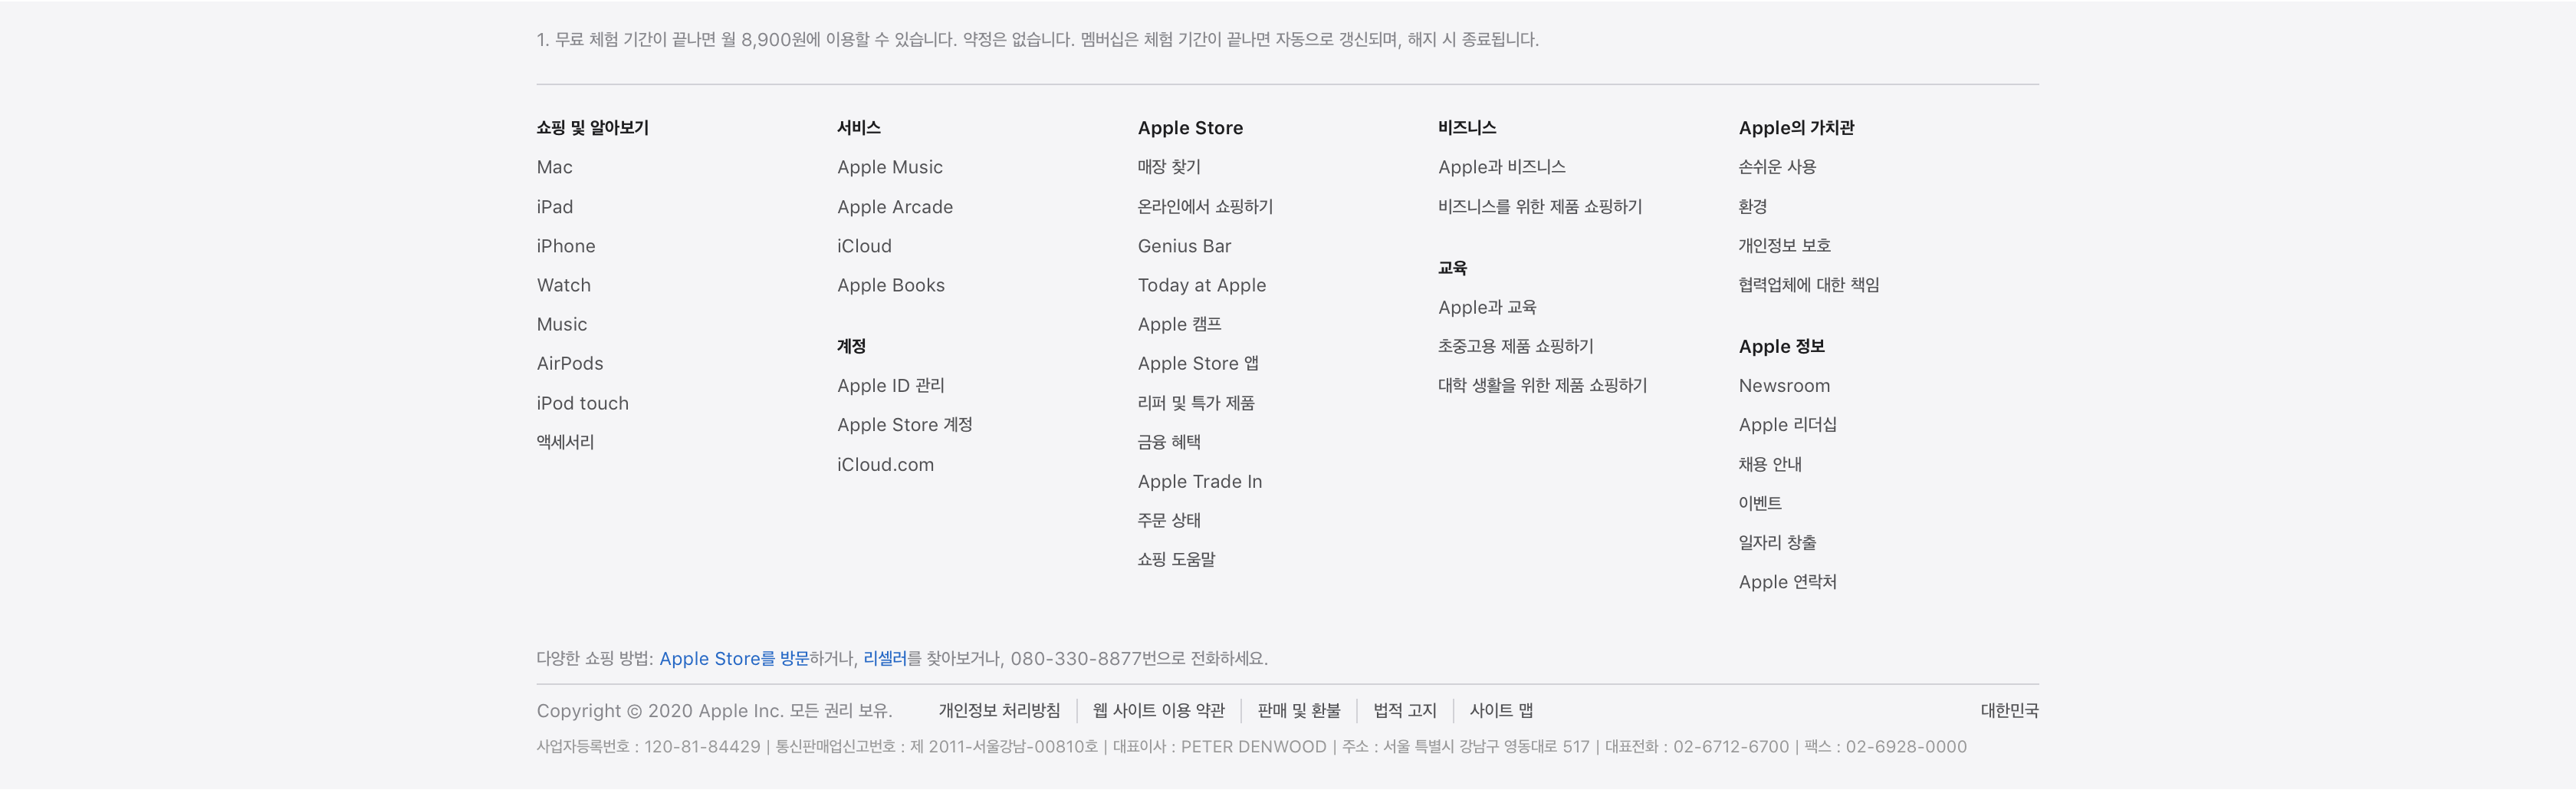 1. 무료 체험 기간이 끝나면 월 8,900원에 이용할 수 있습니다. 약정은 없습니다. 멤버십은 체험 기간이 끝나면 자동으로 갱신되며, 해지 시 종료됩니다.
쇼핑 및 알아보기
Mac
iPad
iPhone
Watch
Music
AirPods
iPod touch
액세서리
서비스
Apple Music
Apple Arcade
iCloud
Apple Books
계정
Apple ID 관리
Apple Store 계정
iCloud.com
Apple Store
매장 찾기
온라인에서 쇼핑하기
Genius Bar
Today at Apple
Apple 캠프
Apple Store 앱
리퍼 및 특가 제품
금융 혜택
Apple Trade In
주문 상태
쇼핑 도움말
비즈니스
Apple과 비즈니스
비즈니스를 위한 제품 쇼핑하기
교육
Apple과 교육
초중고용 제품 쇼핑하기
대학 생활을 위한 제품 쇼핑하기
Apple의 가치관
손쉬운 사용
환경
개인정보 보호
협력업체에 대한 책임
Apple 정보
Newsroom
Apple 리더십
채용 안내
이벤트
일자리 창출
Apple 연락처
다양한 쇼핑 방법: Apple Store를 방문하거나, 리셀러를 찾아보거나, 080-330-8877번으로 전화하세요.
Copyright © 2020 Apple Inc. 모든 권리 보유. 개인정보 처리방침 | 웹 사이트 이용 약관 | 판매 및 환불 | 법적 고지 | 사이트 맵 대한민국
사업자등록번호 : 120-81-84429 | 통신판매업신고번호 : 제 2011-서울강남-00810호 | 대표이사 : PETER DENWOOD | 주소 : 서울 특별시 강남구 영동대로 517 | 대표전화 : 02-6712-6700 | 팩스 : 02-6928-0000